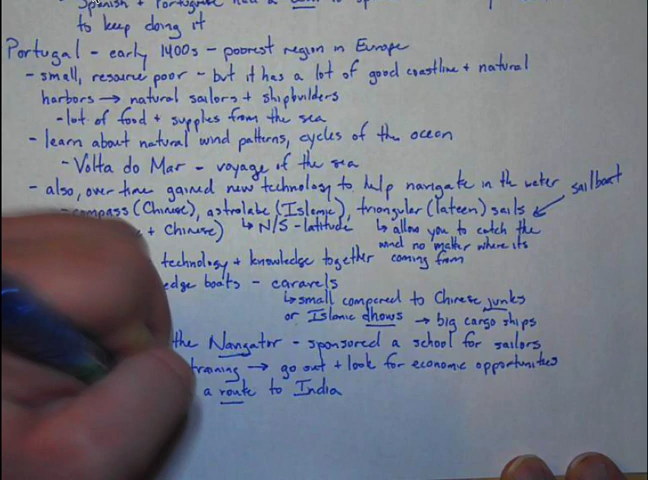 Spanish + Portuguese had a
to keep doing it
Portugal - early 1400s - poorest region in Europe
- small, resource poor - but it has a lot of good coastline + natural
harbors → natural sailors + shipbuilders
- lot of food + supplies from the sea
- learn about natural wind patterns, cycles of the ocean
- Volta do Mar - voyage of the sea
- also, over time gained new technology to help navigate in the water
sailboat
compass (Chinese), astrolabe (Islamic), triangular (lateen) sails
+ Chinese) ↳ N/S - latitude ↳ allow you to catch the
wind no matter where its
technology + knowledge together coming from
edge boats - caravels
↳ small compared to Chinese junks
or Islamic dhows → big cargo ships
the Navigator - sponsored a school for sailors
training → go out + look for economic opportunities
a route to India